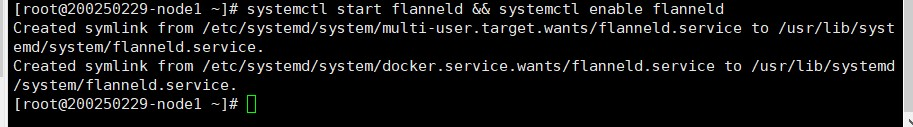 [root@200250229-node1 ~]# systemctl start flanneld && systemctl enable flanneld
Created symlink from /etc/systemd/system/multi-user.target.wants/flanneld.service to /usr/lib/syst
emd/system/flanneld.service.
Created symlink from /etc/systemd/system/docker.service.wants/flanneld.service to /usr/lib/systemd
/system/flanneld.service.
[root@200250229-node1 ~]#